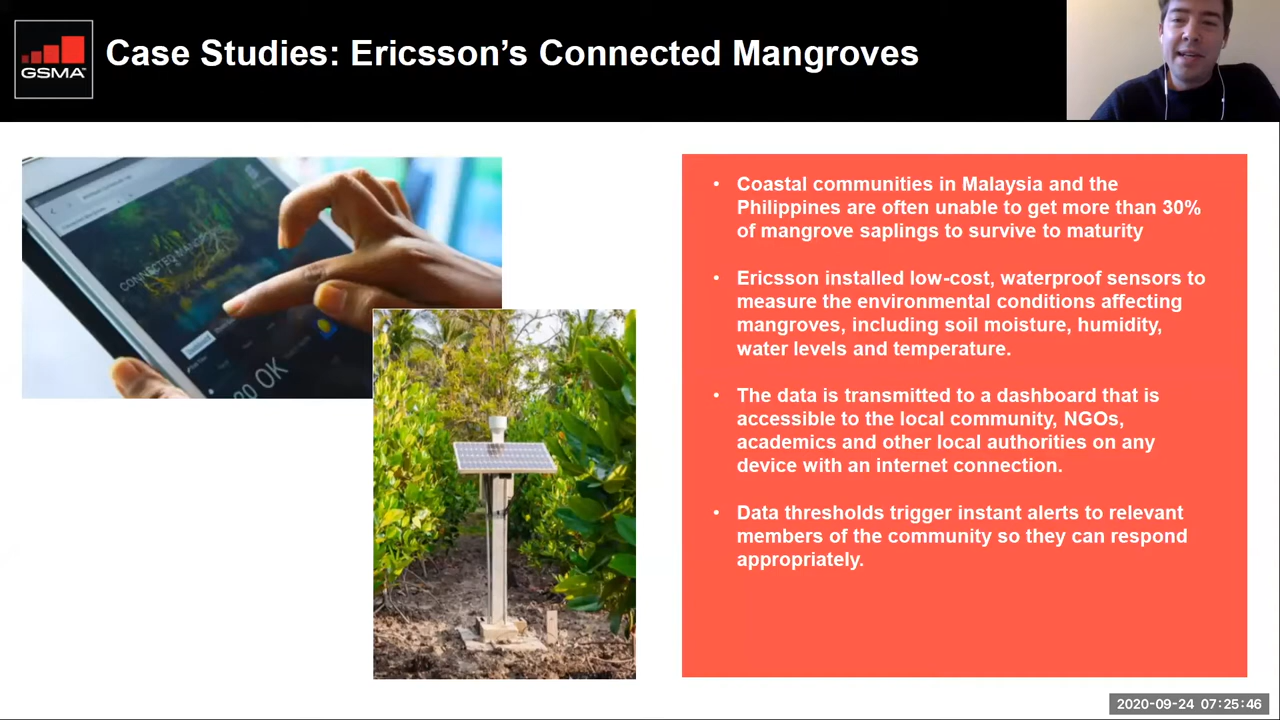 GSMA
Case Studies: Ericsson's Connected Mangroves
CONNECTED MANG
OK
• Coastal communities in Malaysia and the
Philippines are often unable to get more than 30%
of mangrove saplings to survive to maturity
• Ericsson installed low-cost, waterproof sensors to
measure the environmental conditions affecting
mangroves, including soil moisture, humidity,
water levels and temperature.
• The data is transmitted to a dashboard that is
accessible to the local community, NGOs,
academics and other local authorities on any
device with an internet connection.
• Data thresholds trigger instant alerts to relevant
members of the community so they can respond
appropriately.
2020-09-24 07:25:46